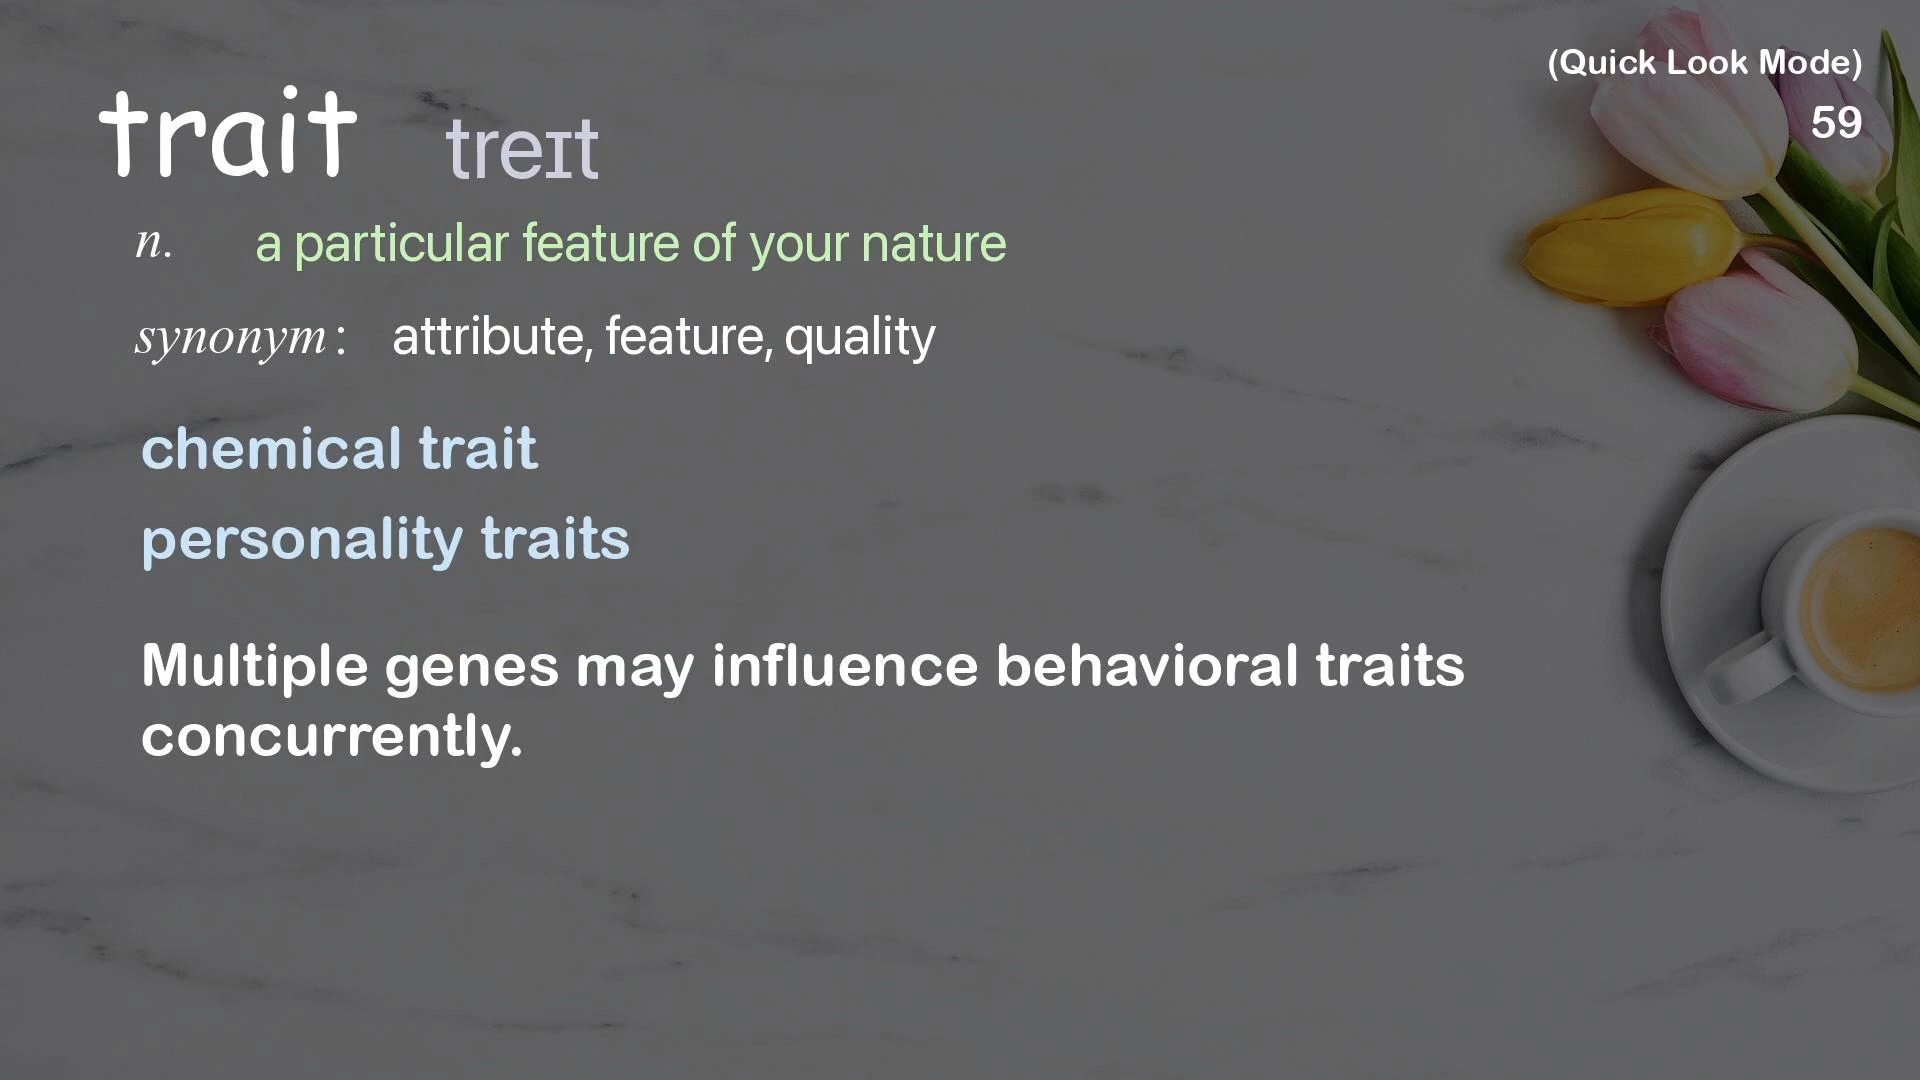 (Quick Look Mode)
59
trait treɪt
n. a particular feature of your nature
synonym: attribute, feature, quality
chemical trait
personality traits
Multiple genes may influence behavioral traits
concurrently.